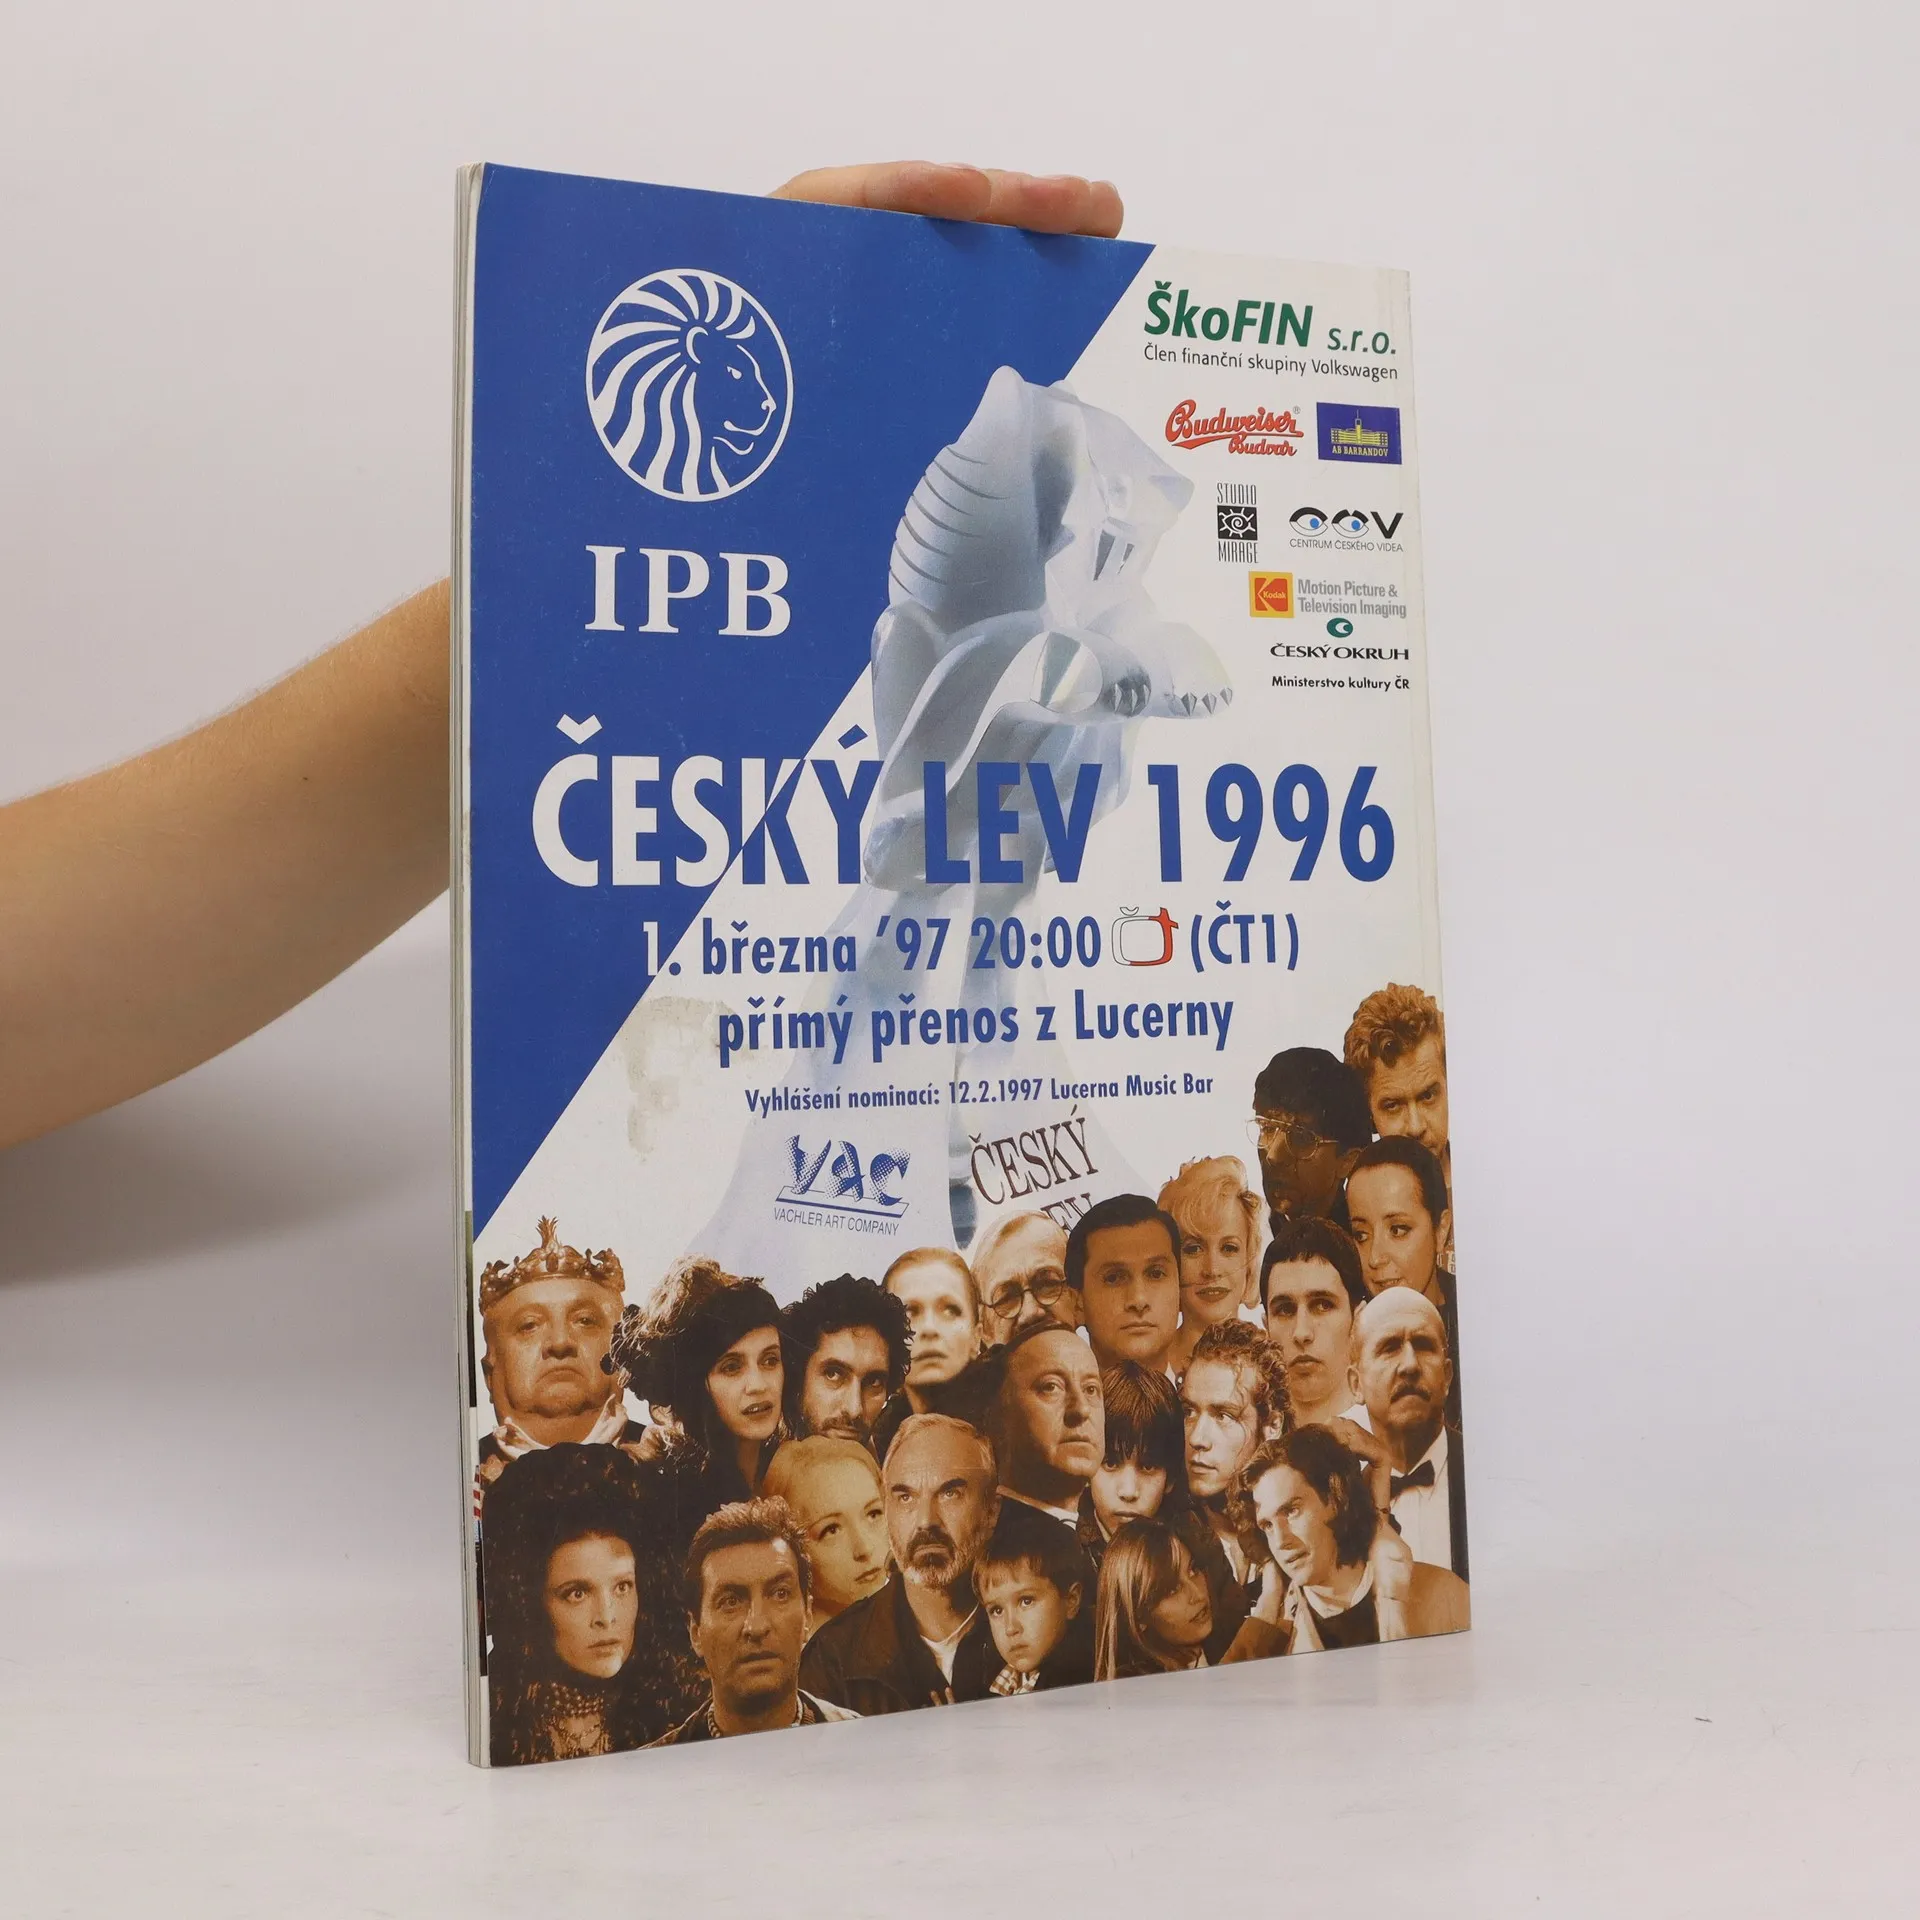 IPB
ŠkoFIN s.r.o.
Člen finanční skupiny Volkswagen
Budweiser®
Budvar
AB BARRANDOV
STUDIO
MIRAGE
CENTRUM ČESKÉHO VIDEA
Kodak
Motion Picture &
Television Imaging
ČESKÝ OKRUH
Ministerstvo kultury ČR
ČESKÝ LEV 1996
1. března '97 20:00 (ČT1)
přímý přenos z Lucerny
Vyhlášení nominací: 12.2.1997 Lucerna Music Bar
VAC
VACHLER ART COMPANY
ČESKÝ